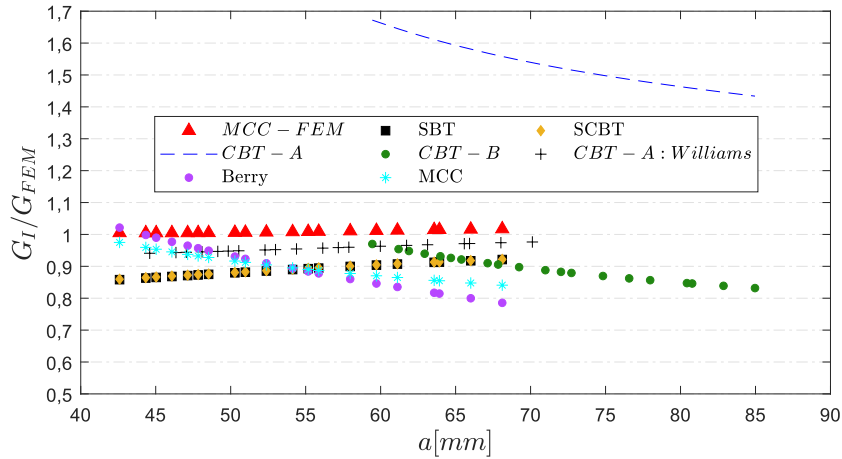 1,7
1,6
1,5
1,4
1,3
1,2
1,1
1
0,9
0,8
0,7
0,6
0,5
G_I/G_FEM
MCC − FEM SBT SCBT
CBT − A CBT − B CBT − A : Williams
Berry MCC
40 45 50 55 60 65 70 75 80 85 90
a[mm]